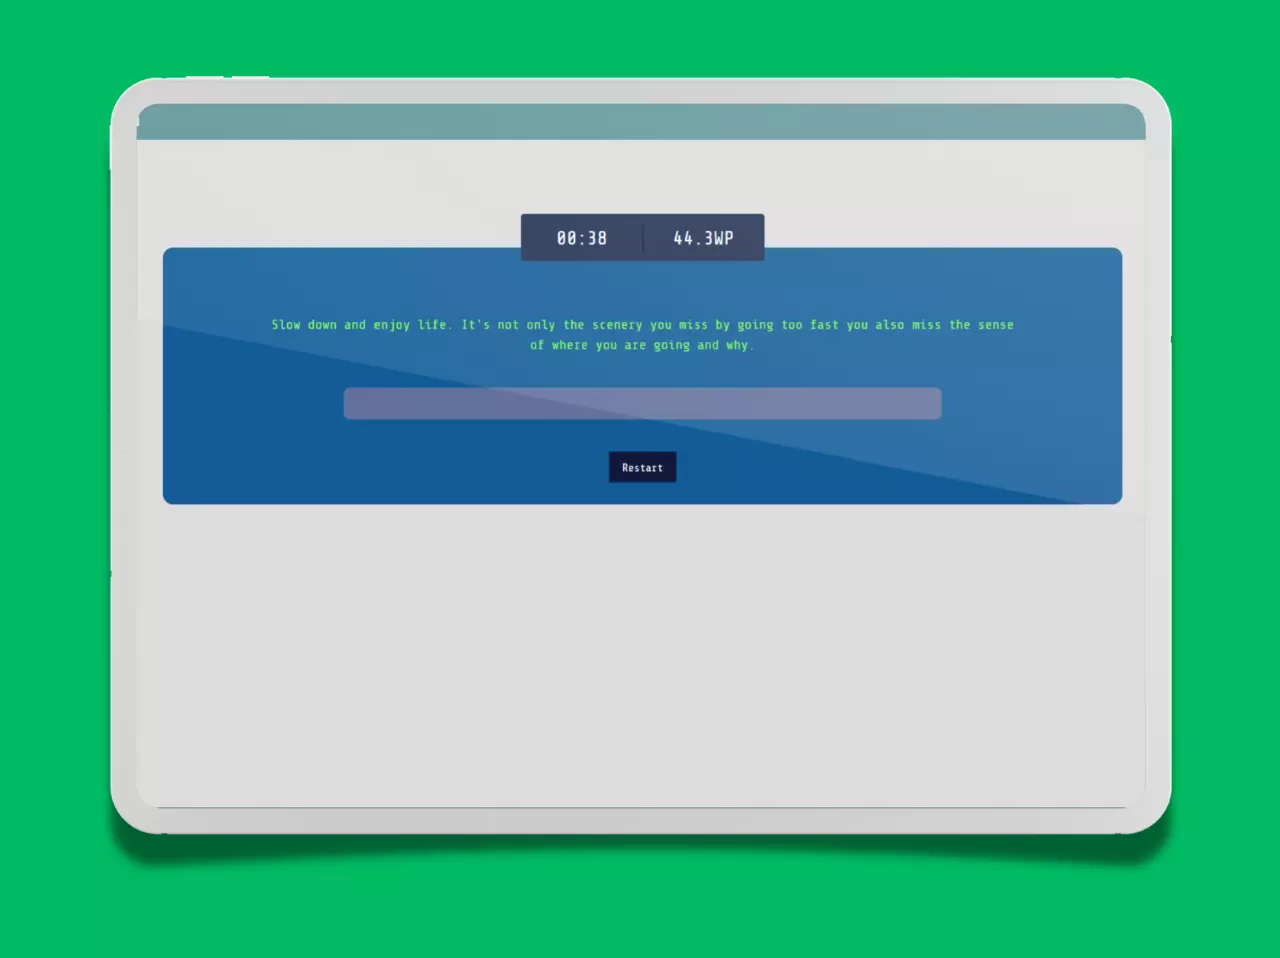 00:38 44.3WP
Slow down and enjoy life. It's not only the scenery you miss by going too fast you also miss the sense
of where you are going and why.
Restart